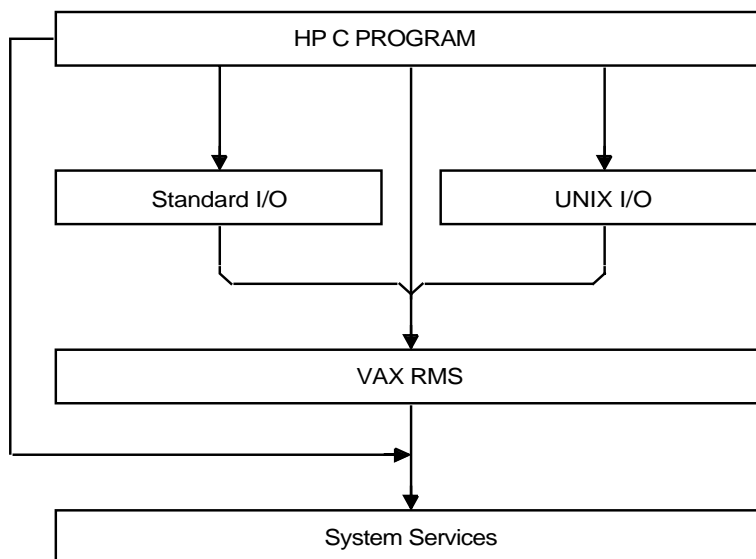 HP C PROGRAM
Standard I/O
UNIX I/O
VAX RMS
System Services